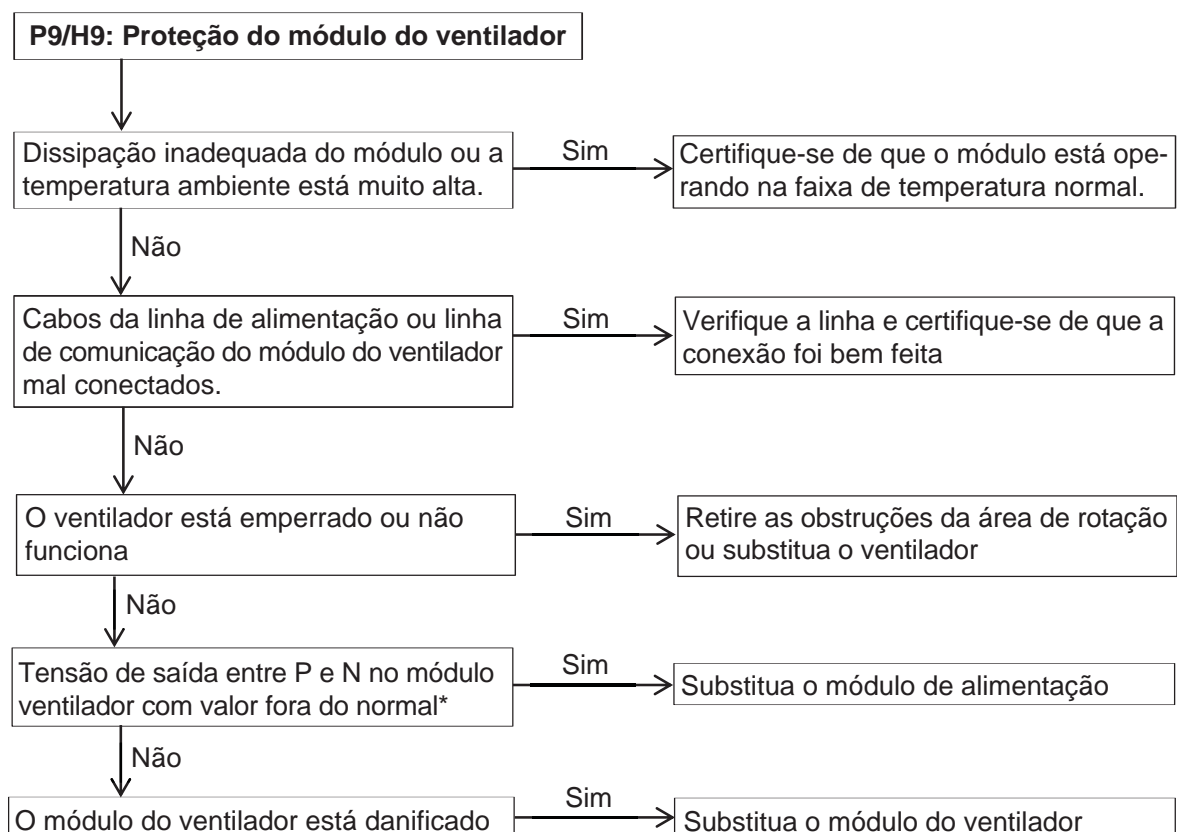 P9/H9: Proteção do módulo do ventilador
Dissipação inadequada do módulo ou a
temperatura ambiente está muito alta.
Sim
Certifique-se de que o módulo está ope-
rando na faixa de temperatura normal.
Não
Cabos da linha de alimentação ou linha
de comunicação do módulo do ventilador
mal conectados.
Sim
Verifique a linha e certifique-se de que a
conexão foi bem feita
Não
O ventilador está emperrado ou não
funciona
Sim
Retire as obstruções da área de rotação
ou substitua o ventilador
Não
Tensão de saída entre P e N no módulo
ventilador com valor fora do normal*
Sim
Substitua o módulo de alimentação
Não
O módulo do ventilador está danificado
Sim
Substitua o módulo do ventilador